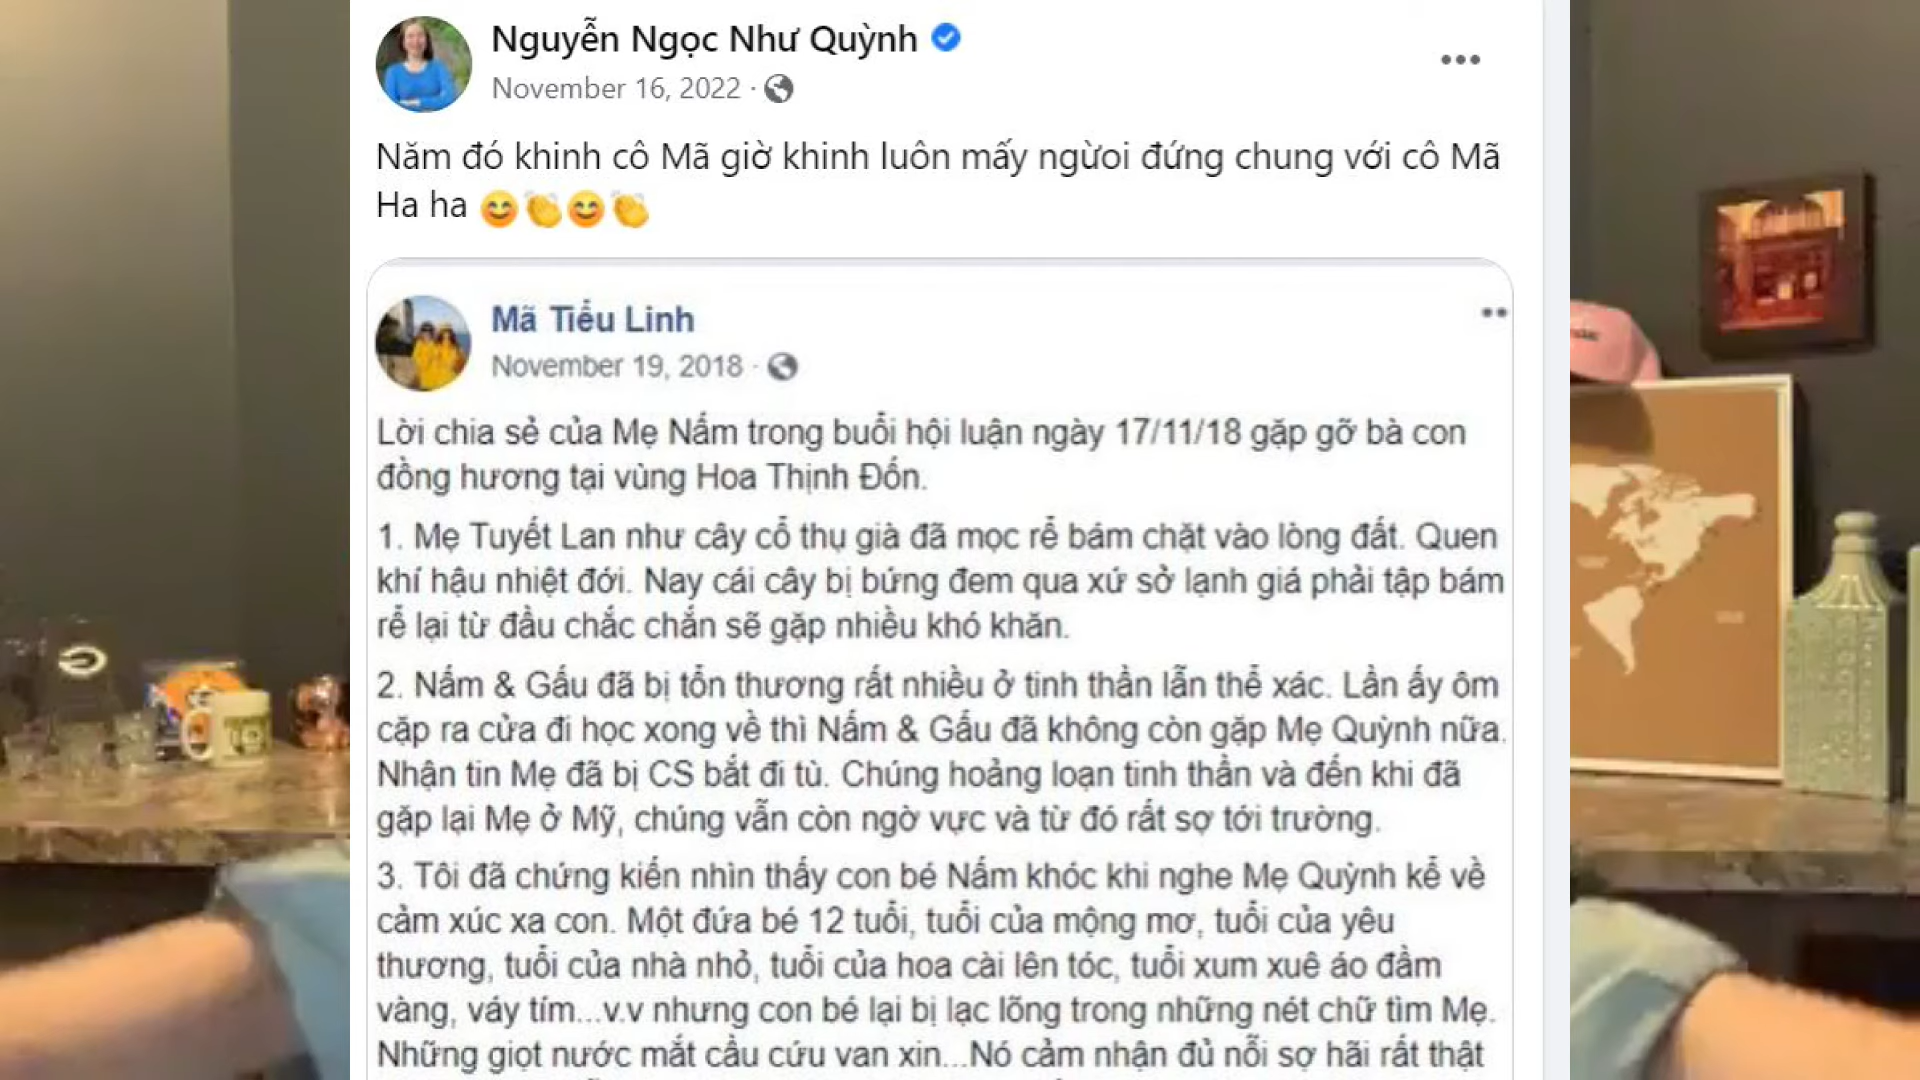 Nguyễn Ngọc Như Quỳnh
November 16, 2022 ·
Năm đó khinh cô Mã giờ khinh luôn mấy ngừoi đứng chung với cô Mã
Ha ha 😊👏😊👏
Mã Tiểu Linh
November 19, 2018 ·
Lời chia sẻ của Mẹ Nấm trong buổi hội luận ngày 17/11/18 gặp gỡ bà con
đồng hương tại vùng Hoa Thịnh Đốn.
1. Mẹ Tuyết Lan như cây cổ thụ già đã mọc rể bám chặt vào lòng đất. Quen
khí hậu nhiệt đới. Nay cái cây bị bứng đem qua xứ sở lạnh giá phải tập bám
rễ lại từ đầu chắc chắn sẽ gặp nhiều khó khăn.
2. Nấm & Gấu đã bị tổn thương rất nhiều ở tinh thần lẫn thể xác. Lần ấy ôm
cặp ra cửa đi học xong về thì Nấm & Gấu đã không còn gặp Mẹ Quỳnh nữa.
Nhận tin Mẹ đã bị CS bắt đi tù. Chúng hoảng loạn tinh thần và đến khi đã
gặp lại Mẹ ở Mỹ, chúng vẫn còn ngờ vực và từ đó rất sợ tới trường.
3. Tôi đã chứng kiến nhìn thấy con bé Nấm khóc khi nghe Mẹ Quỳnh kể về
cảm xúc xa con. Một đứa bé 12 tuổi, tuổi của mộng mơ, tuổi của yêu
thương, tuổi của nhà nhỏ, tuổi của hoa cài lên tóc, tuổi xum xuê áo đầm
vàng, váy tím...v.v nhưng con bé lại bị lạc lõng trong những nét chữ tìm Mẹ.
Những giọt nước mắt cầu cứu van xin...Nó cảm nhận đủ nỗi sợ hãi rất thật